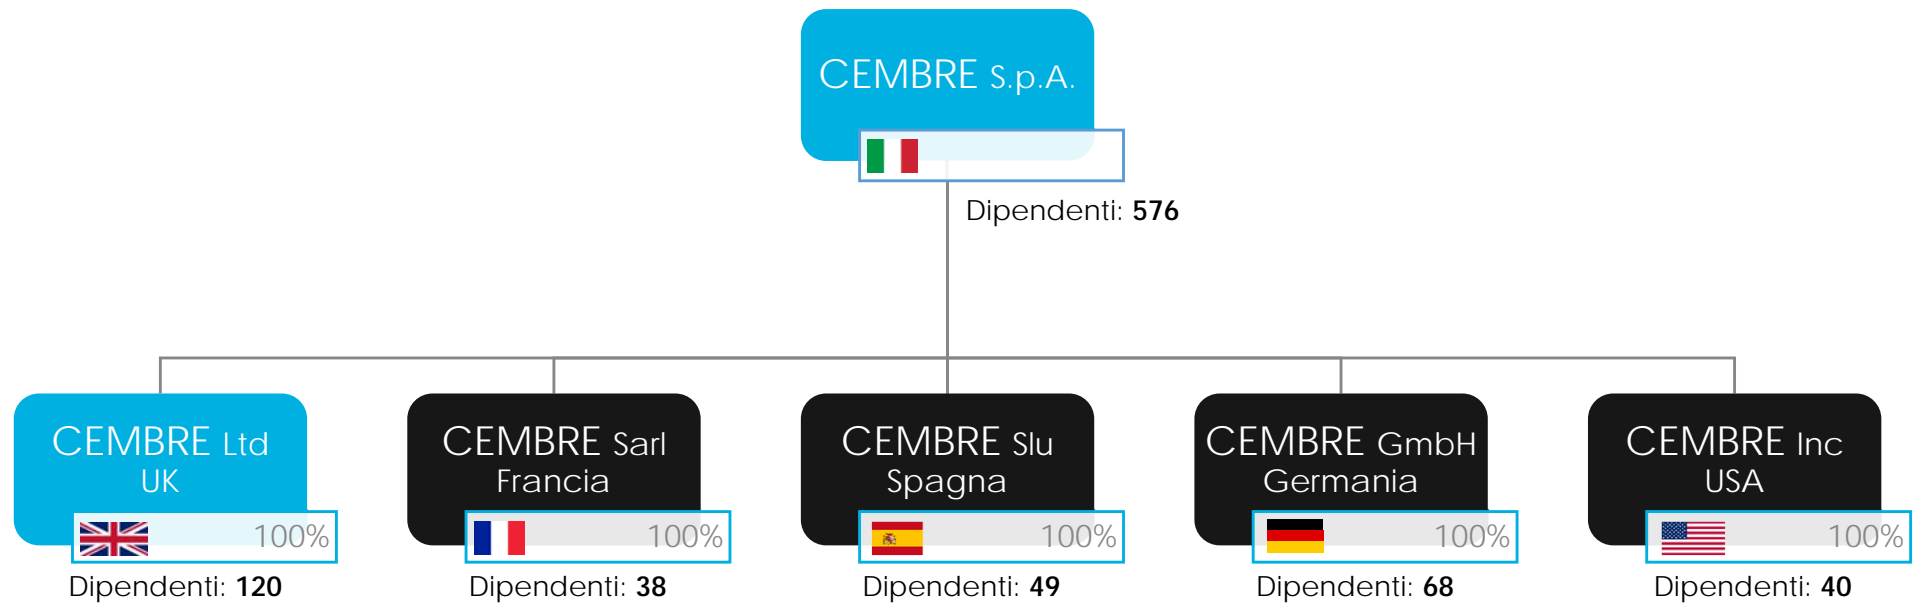 CEMBRE S.p.A.
Dipendenti: 576
CEMBRE Ltd
UK
100%
Dipendenti: 120
CEMBRE Sarl
Francia
100%
Dipendenti: 38
CEMBRE Slu
Spagna
100%
Dipendenti: 49
CEMBRE GmbH
Germania
100%
Dipendenti: 68
CEMBRE Inc
USA
100%
Dipendenti: 40